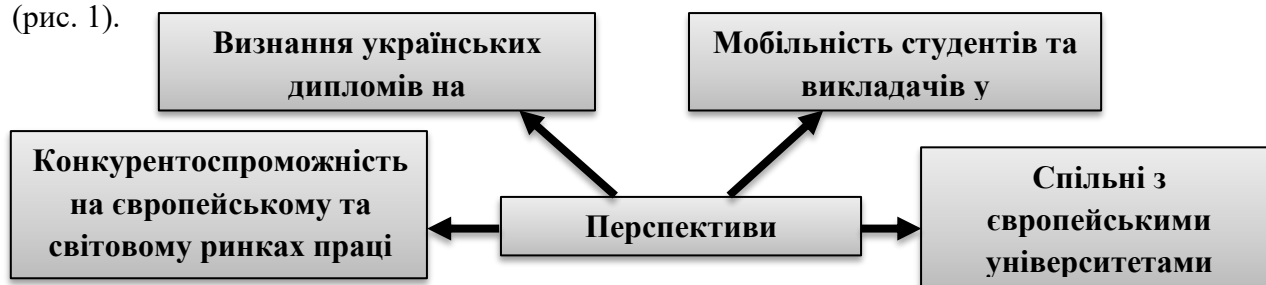 (рис. 1).
Визнання українських
дипломів на
Мобільність студентів та
викладачів у
Конкурентоспроможність
на європейському та
світовому ринках праці
Перспективи
Спільні з
європейськими
університетами